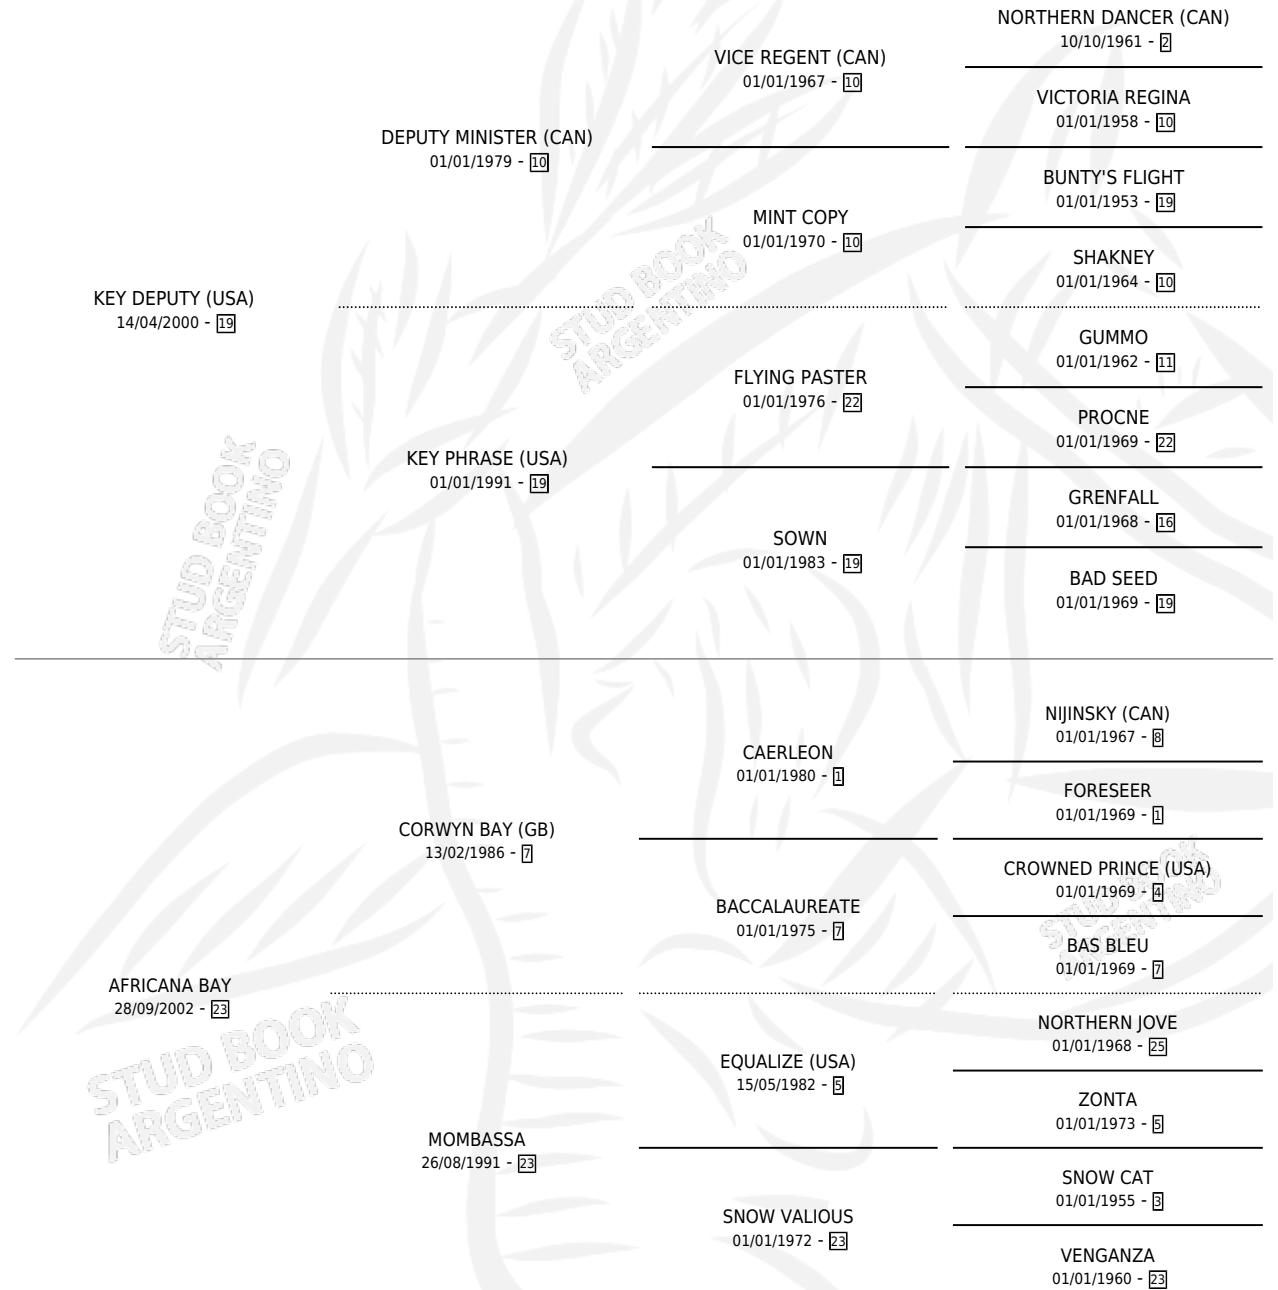 NORTHERN DANCER (CAN)
10/10/1961 - 2
VICE REGENT (CAN)
01/01/1967 - 10
VICTORIA REGINA
01/01/1958 - 10
DEPUTY MINISTER (CAN)
01/01/1979 - 10
BUNTY'S FLIGHT
01/01/1953 - 19
MINT COPY
01/01/1970 - 10
SHAKNEY
01/01/1964 - 10
KEY DEPUTY (USA)
14/04/2000 - 19
GUMMO
01/01/1962 - 11
FLYING PASTER
01/01/1976 - 22
PROCNE
01/01/1969 - 22
KEY PHRASE (USA)
01/01/1991 - 19
GRENFALL
01/01/1968 - 16
SOWN
01/01/1983 - 19
BAD SEED
01/01/1969 - 19
STUD BOOK
ARGENTINO
STUD BOOK
ARGENTINO
NIJINSKY (CAN)
01/01/1967 - 8
CAERLEON
01/01/1980 - 1
FORESEER
01/01/1969 - 1
CORWYN BAY (GB)
13/02/1986 - 7
CROWNED PRINCE (USA)
01/01/1969 - 4
BACCALAUREATE
01/01/1975 - 7
BAS BLEU
01/01/1969 - 7
STUD BOOK
ARGENTINO
AFRICANA BAY
28/09/2002 - 23
NORTHERN JOVE
01/01/1968 - 25
EQUALIZE (USA)
15/05/1982 - 5
ZONTA
01/01/1973 - 5
STUD BOOK
ARGENTINO
MOMBASSA
26/08/1991 - 23
SNOW CAT
01/01/1955 - 3
SNOW VALIOUS
01/01/1972 - 23
VENGANZA
01/01/1960 - 23